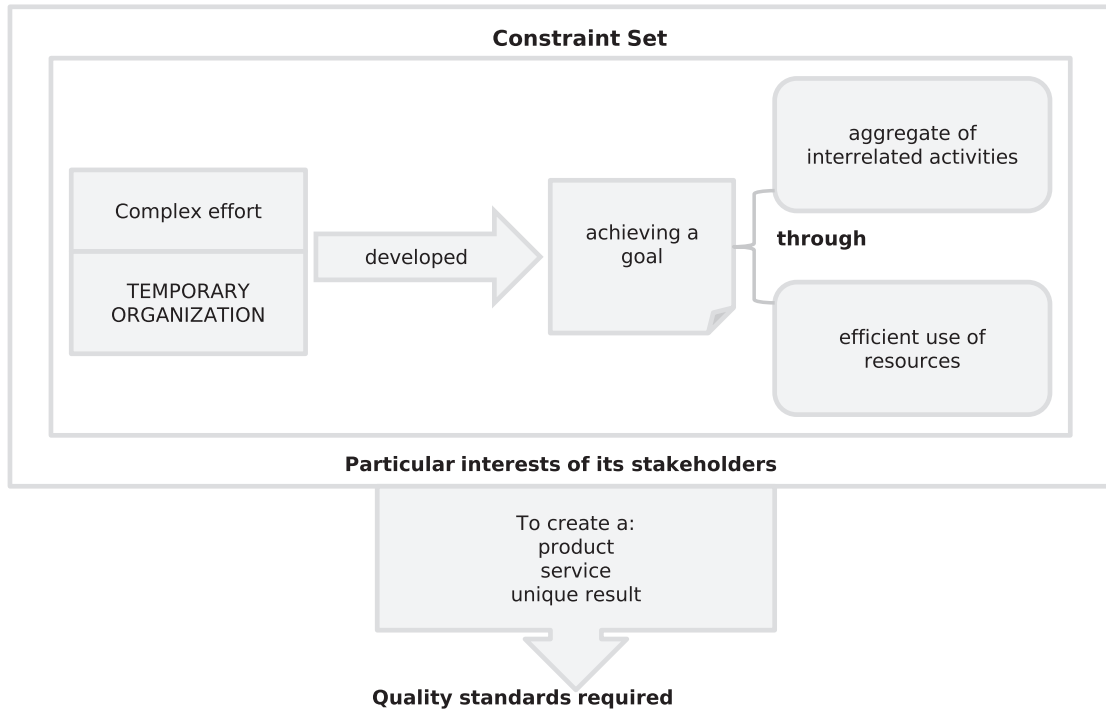 Constraint Set
Complex effort
TEMPORARY
ORGANIZATION
developed
achieving a
goal
through
aggregate of
interrelated activities
efficient use of
resources
Particular interests of its stakeholders
To create a:
product
service
unique result
Quality standards required